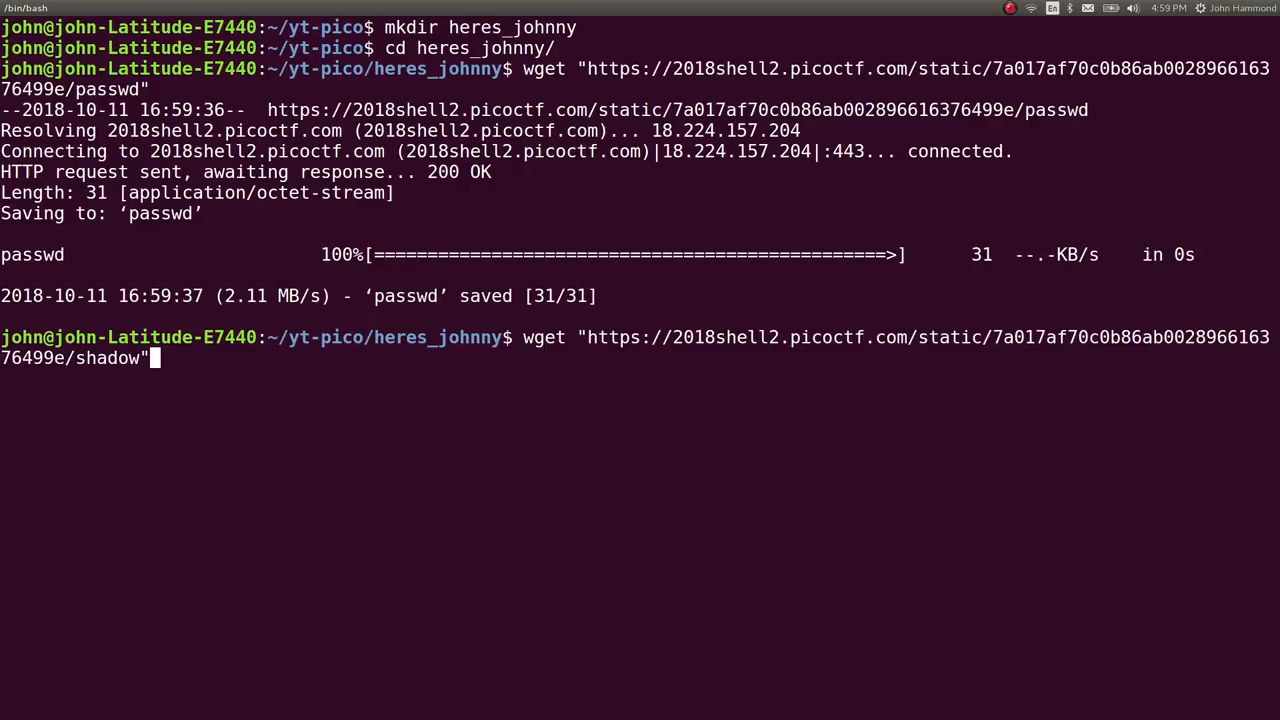 /bin/bash
En
4:59 PM
John Hammond
john@john-Latitude-E7440:~/yt-pico$ mkdir heres_johnny
john@john-Latitude-E7440:~/yt-pico$ cd heres_johnny/
john@john-Latitude-E7440:~/yt-pico/heres_johnny$ wget "https://2018shell2.picoctf.com/static/7a017af70c0b86ab0028966163
76499e/passwd"
--2018-10-11 16:59:36--  https://2018shell2.picoctf.com/static/7a017af70c0b86ab002896616376499e/passwd
Resolving 2018shell2.picoctf.com (2018shell2.picoctf.com)... 18.224.157.204
Connecting to 2018shell2.picoctf.com (2018shell2.picoctf.com)|18.224.157.204|:443... connected.
HTTP request sent, awaiting response... 200 OK
Length: 31 [application/octet-stream]
Saving to: ‘passwd’
passwd                        100%[================================================>]      31  --.-KB/s    in 0s
2018-10-11 16:59:37 (2.11 MB/s) - ‘passwd’ saved [31/31]
john@john-Latitude-E7440:~/yt-pico/heres_johnny$ wget "https://2018shell2.picoctf.com/static/7a017af70c0b86ab0028966163
76499e/shadow"